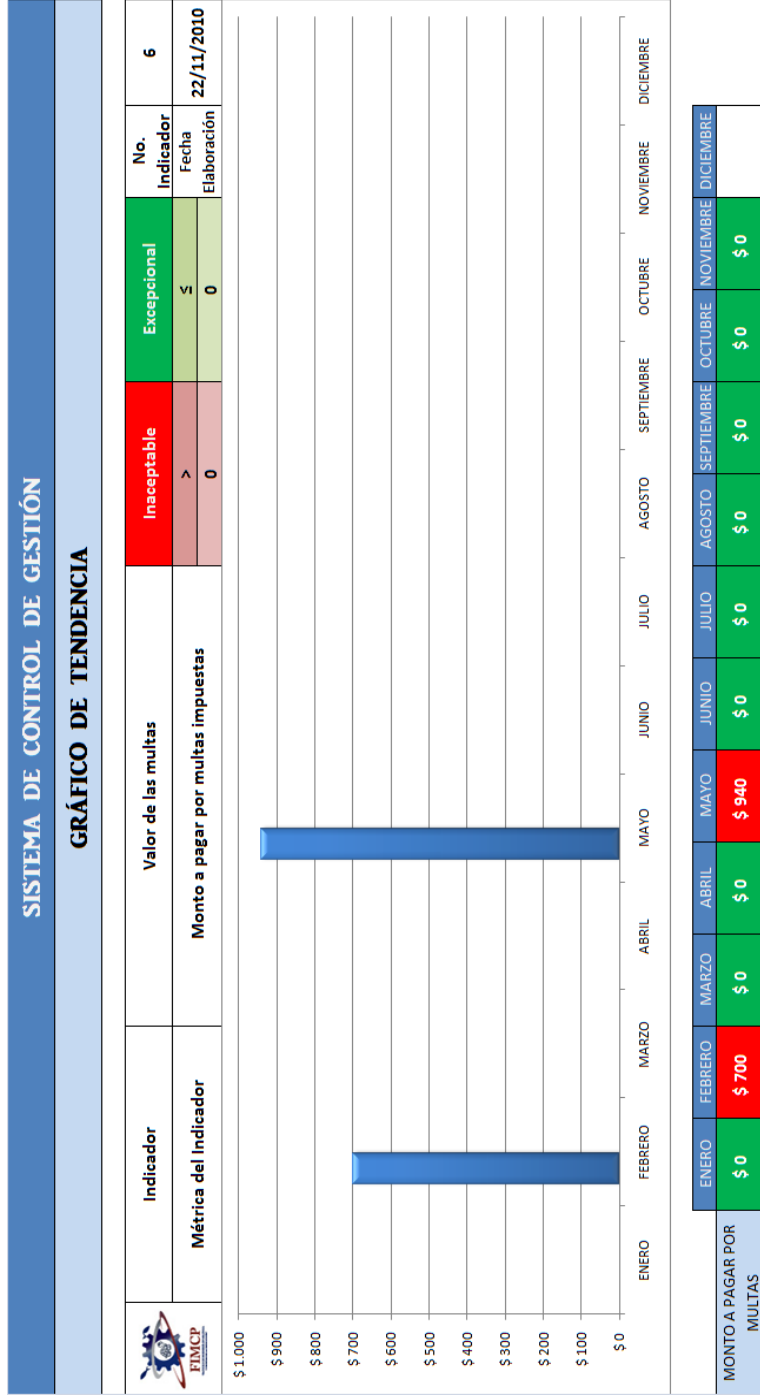 SISTEMA DE CONTROL DE GESTIÓN
GRÁFICO DE TENDENCIA
FIMCP
Indicador
Valor de las multas
Inaceptable
Excepcional
No. Indicador
6
Métrica del Indicador
Monto a pagar por multas impuestas
> ≤
0 0
Fecha
Elaboración
22/11/2010
$ 1.000
$ 900
$ 800
$ 700
$ 600
$ 500
$ 400
$ 300
$ 200
$ 100
$ 0
ENERO FEBRERO MARZO ABRIL MAYO JUNIO JULIO AGOSTO SEPTIEMBRE OCTUBRE NOVIEMBRE DICIEMBRE
ENERO FEBRERO MARZO ABRIL MAYO JUNIO JULIO AGOSTO SEPTIEMBRE OCTUBRE NOVIEMBRE DICIEMBRE
MONTO A PAGAR POR
MULTAS
$ 0 $ 700 $ 0 $ 0 $ 940 $ 0 $ 0 $ 0 $ 0 $ 0 $ 0